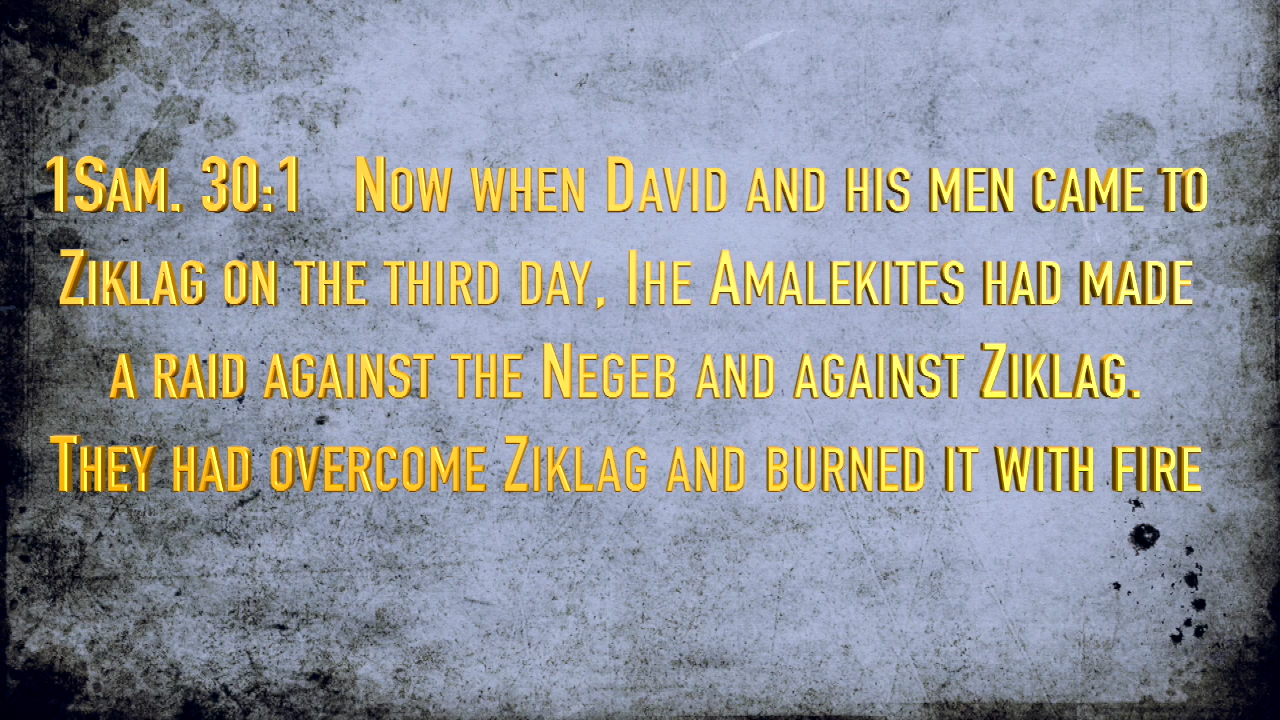 1Sam. 30:1 Now when David and his men came to
Ziklag on the third day, Ihe Amalekites had made
a raid against the Negeb and against Ziklag.
They had overcome Ziklag and burned it with fire